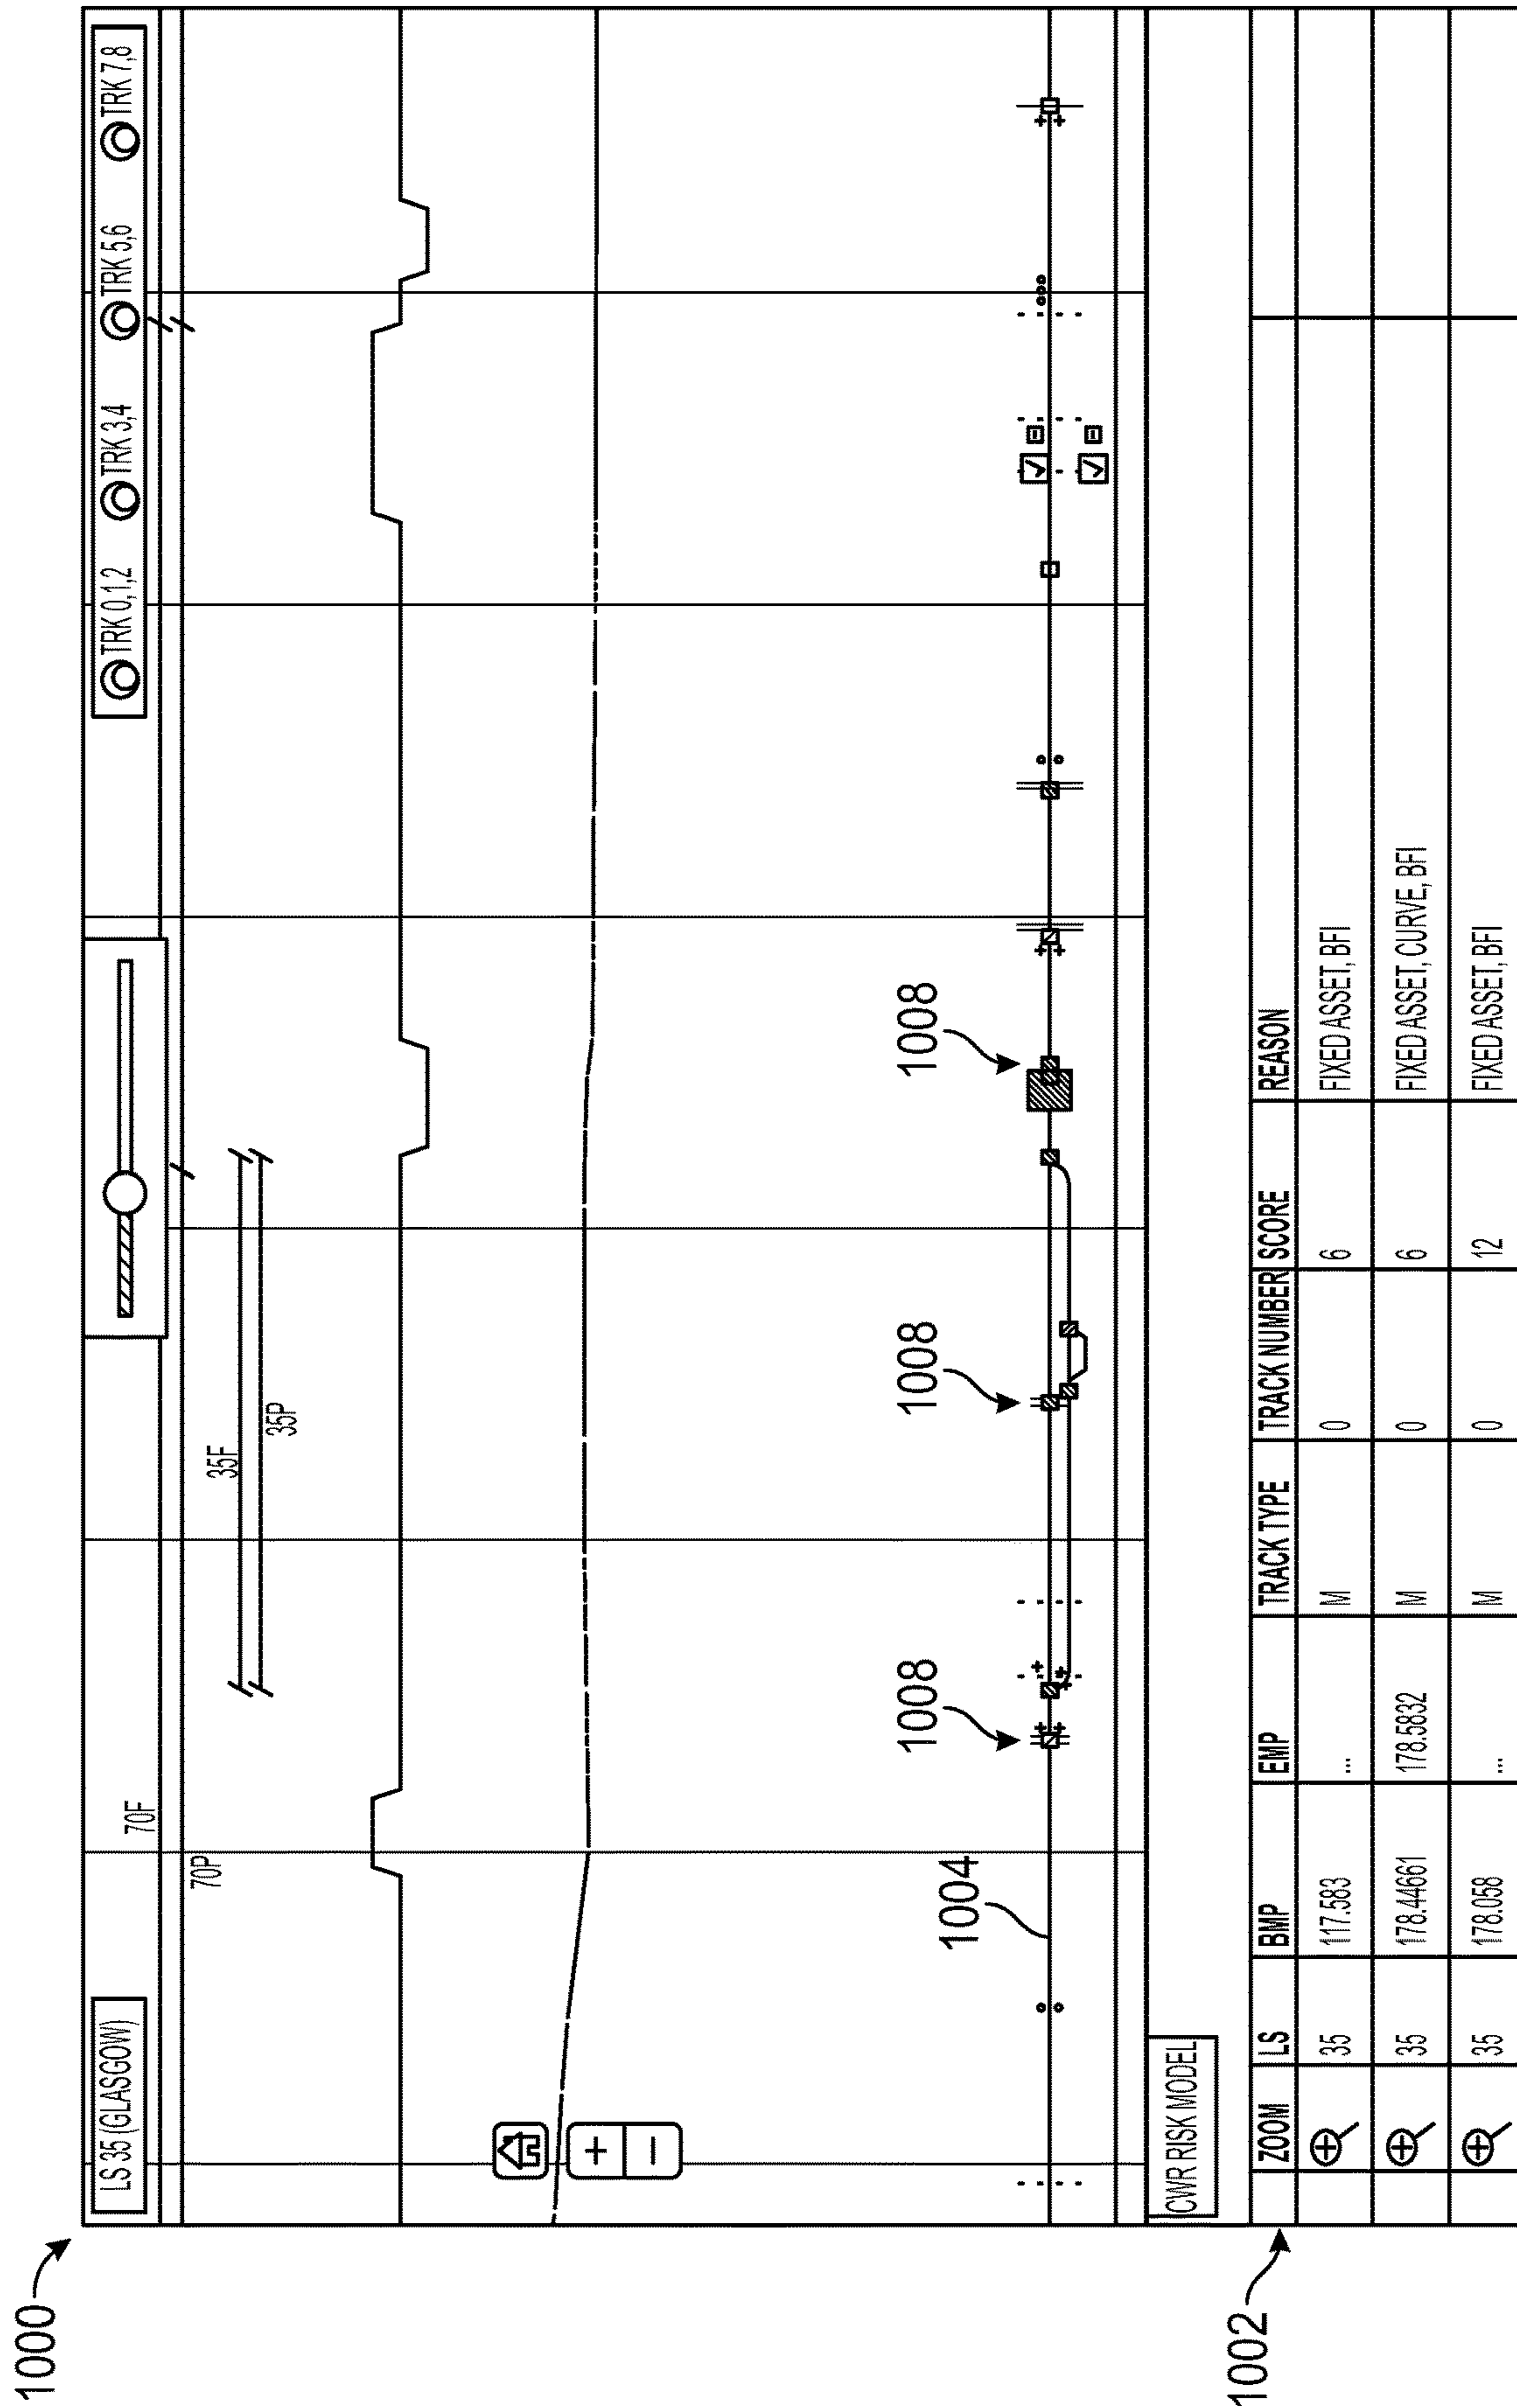 1000
LS 35 (GLASGOW)
TRK 0,1,2 TRK 3,4 TRK 5,6 TRK 7,8
70F
70P
35F
35P
+
−
1004
1008
1008
1008
CWR RISK MODEL
1002
ZOOM LS BMP EMP TRACK TYPE TRACK NUMBER SCORE REASON
35 117.583 ... M 0 6 FIXED ASSET, BFI
35 178.44661 178.5832 M 0 6 FIXED ASSET, CURVE, BFI
35 178.058 ... M 0 12 FIXED ASSET, BFI